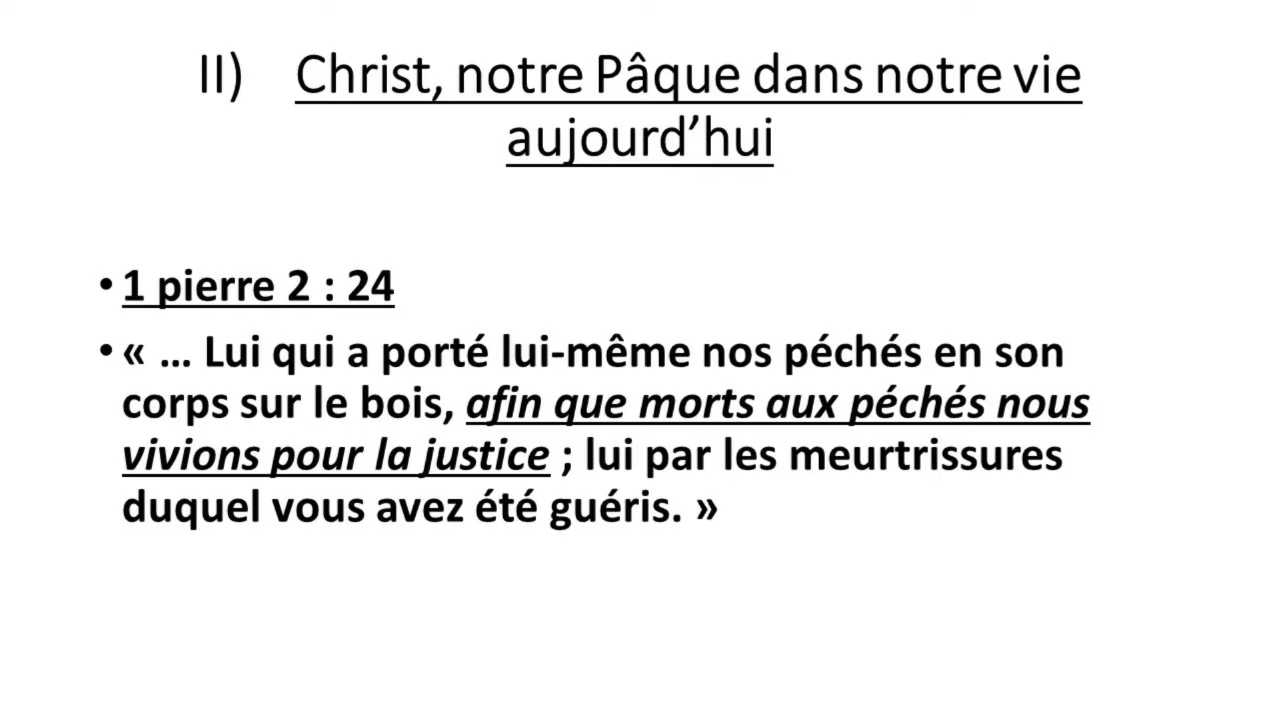 II) Christ, notre Pâque dans notre vie
aujourd’hui
• 1 pierre 2 : 24
• « … Lui qui a porté lui-même nos péchés en son
corps sur le bois, afin que morts aux péchés nous
vivions pour la justice ; lui par les meurtrissures
duquel vous avez été guéris. »